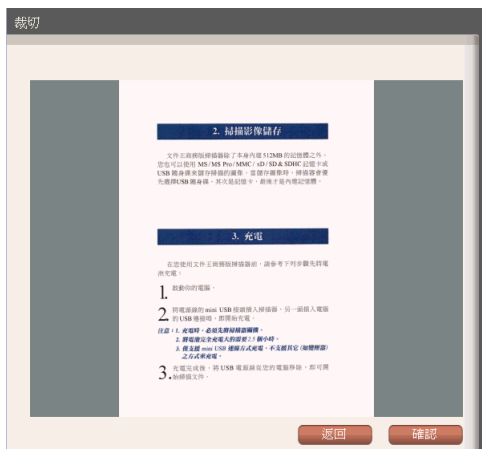 裁切
2. 掃描影像儲存
文件王商務版掃描器除了本身內建 512MB 的記憶體之外，
您也可以使用 MS / MS Pro / MMC / xD / SD & SDHC 記憶卡或
USB 隨身碟來儲存掃描的圖像。當儲存圖像時，掃描器會優
先選擇USB 隨身碟，其次是記憶卡，最後才是內建記憶體。
3. 充電
在您使用文件王商務版掃描器前，請參考下列步驟先將電
池充電。
1. 啟動你的電腦。
2. 將電源線的 mini USB 接頭插入掃描器，另一面插入電腦
的 USB 連接埠，即開始充電。
注意：1. 充電時，必須先將掃描器關機。
2. 將電池完全充電大約需要2.5 個小時。
3. 僅支援 mini USB 連線方式充電，不支援其它 (如變壓器)
之方式來充電。
3. 充電完成後，將 USB 電源線從您的電腦移除，即可開
始掃描文件。
返回
確認